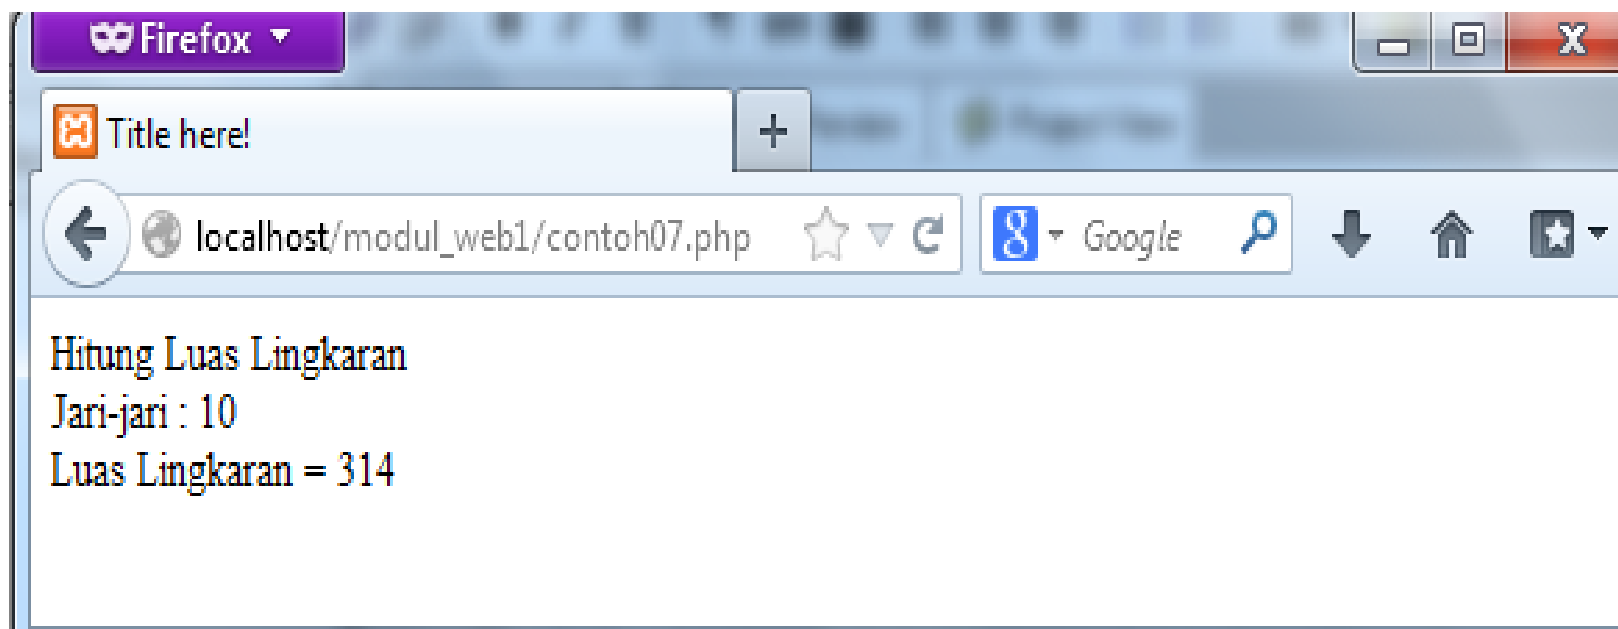 Firefox
Title here!
localhost/modul_web1/contoh07.php
Google
Hitung Luas Lingkaran
Jari-jari : 10
Luas Lingkaran = 314